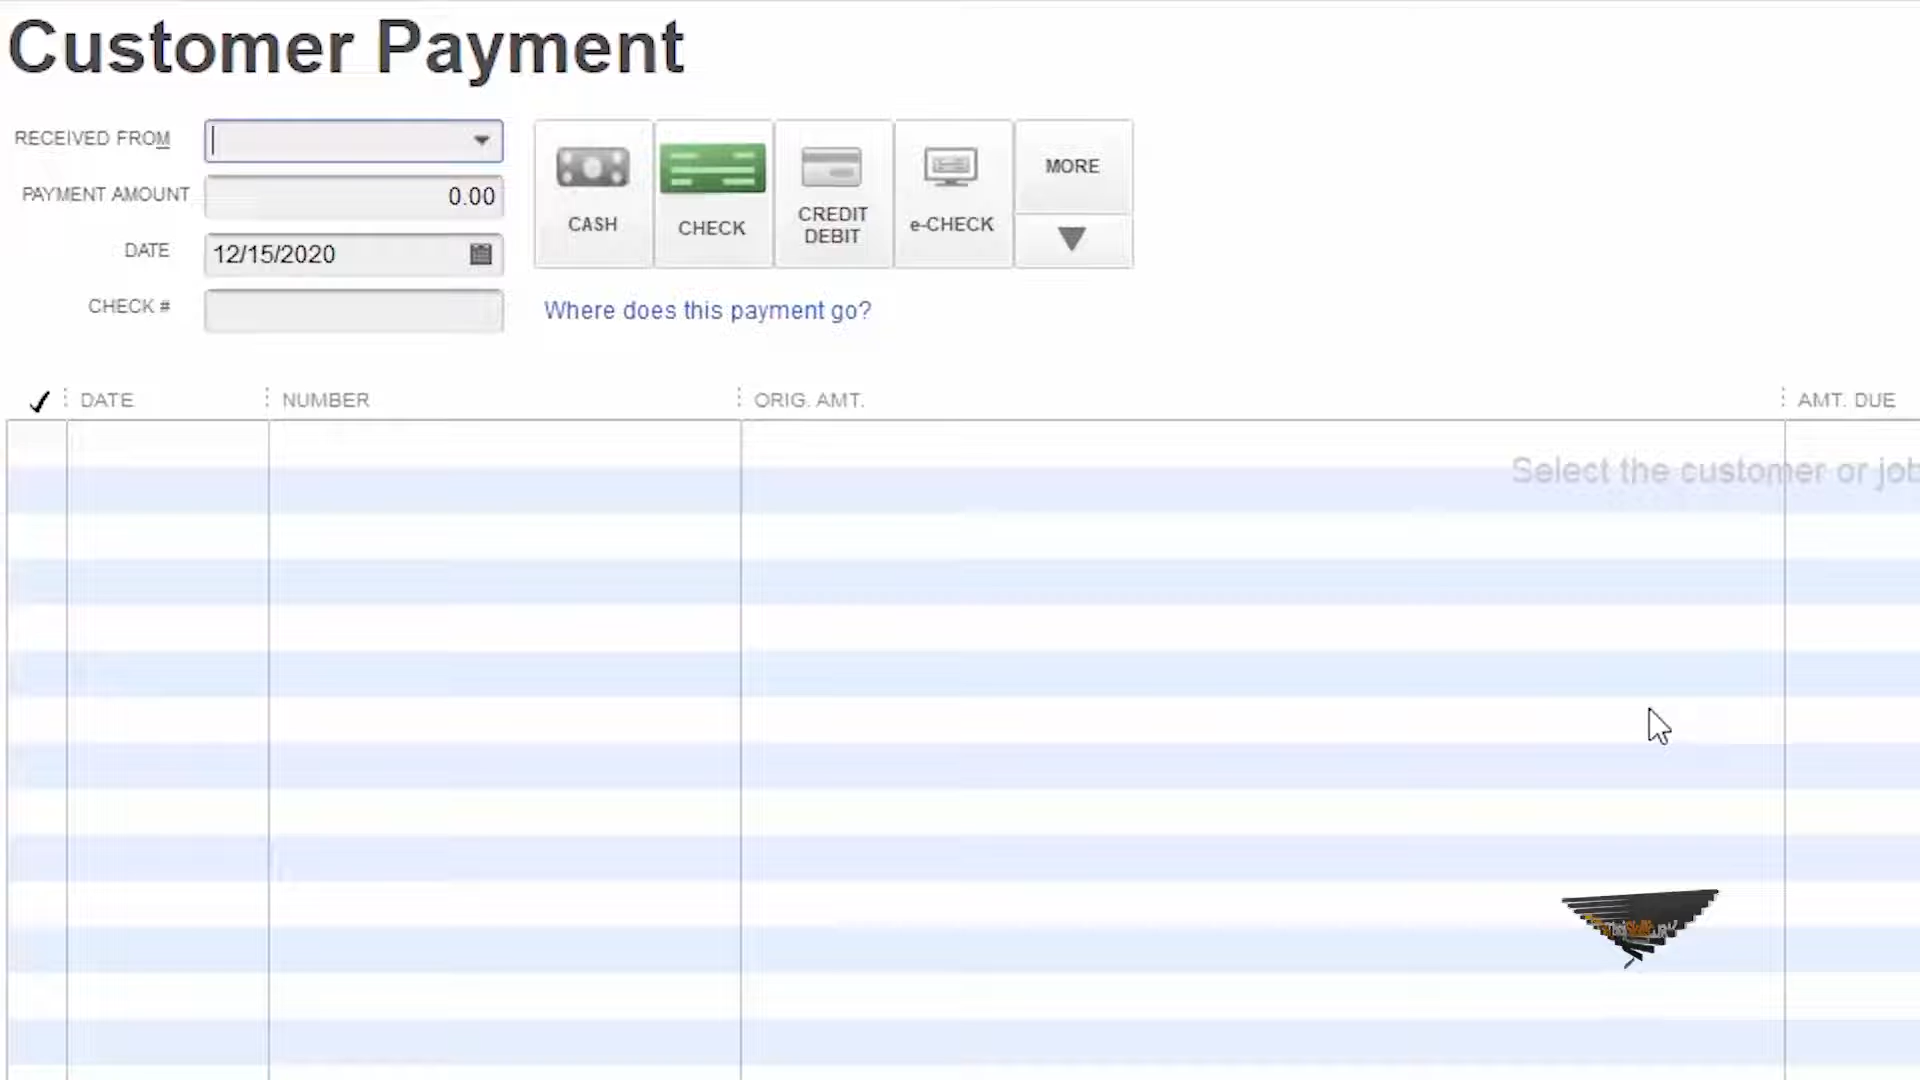 Customer Payment
RECEIVED FROM
PAYMENT AMOUNT 0.00
DATE 12/15/2020
CHECK #
CASH
CHECK
CREDIT
DEBIT
e-CHECK
MORE
Where does this payment go?
DATE NUMBER ORIG. AMT. AMT. DUE
Select the customer or job